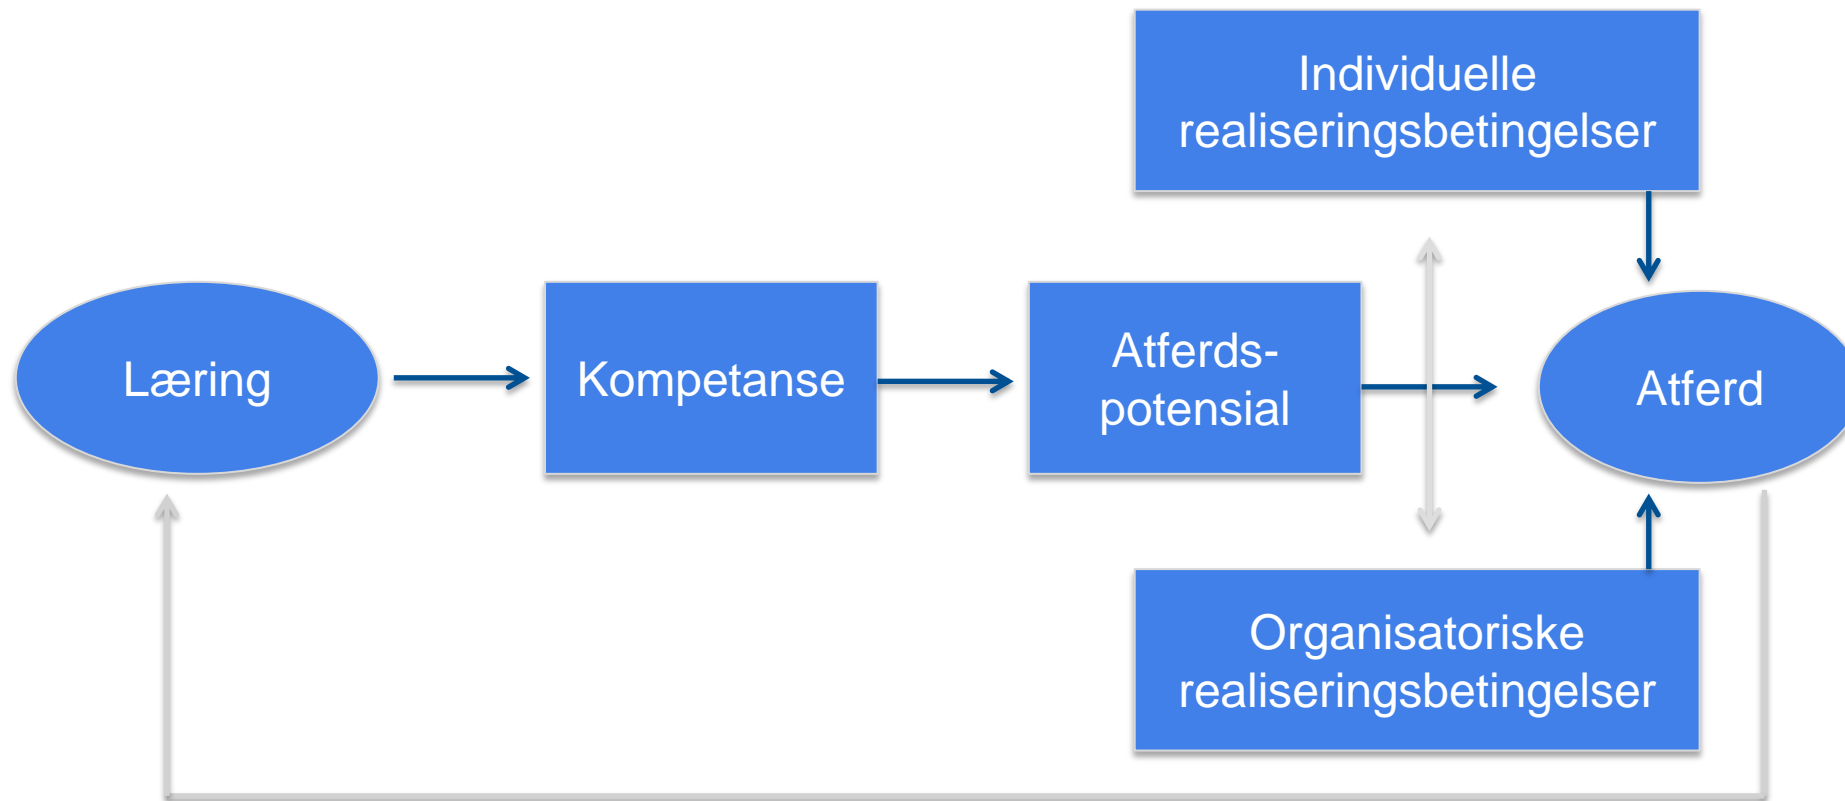 Individuelle
realiseringsbetingelser
Læring
Kompetanse
Atferds-
potensial
Atferd
Organisatoriske
realiseringsbetingelser